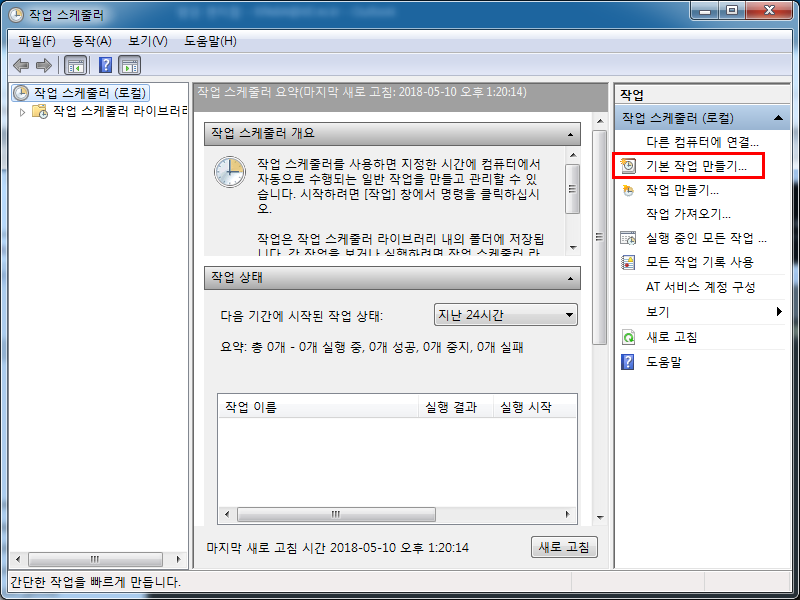 작업 스케줄러
파일(F) 동작(A) 보기(V) 도움말(H)
작업 스케줄러 (로컬)
작업 스케줄러 라이브러리
작업 스케줄러 요약(마지막 새로 고침: 2018-05-10 오후 1:20:14)
작업 스케줄러 개요
작업 스케줄러를 사용하면 지정한 시간에 컴퓨터에서
자동으로 수행되는 일반 작업을 만들고 관리할 수 있
습니다. 시작하려면 [작업] 창에서 명령을 클릭하십시
오.
작업은 작업 스케줄러 라이브러리 내의 폴더에 저장됩
니다. 각 작업을 보거나 실행하려면 작업 스케줄러 라
작업 상태
다음 기간에 시작된 작업 상태: 지난 24시간
요약: 총 0개 - 0개 실행 중, 0개 성공, 0개 중지, 0개 실패
작업 이름 실행 결과 실행 시작
마지막 새로 고침 시간 2018-05-10 오후 1:20:14 새로 고침
작업
작업 스케줄러 (로컬)
다른 컴퓨터에 연결...
기본 작업 만들기...
작업 만들기...
작업 가져오기...
실행 중인 모든 작업 ...
모든 작업 기록 사용
AT 서비스 계정 구성
보기
새로 고침
도움말
간단한 작업을 빠르게 만듭니다.